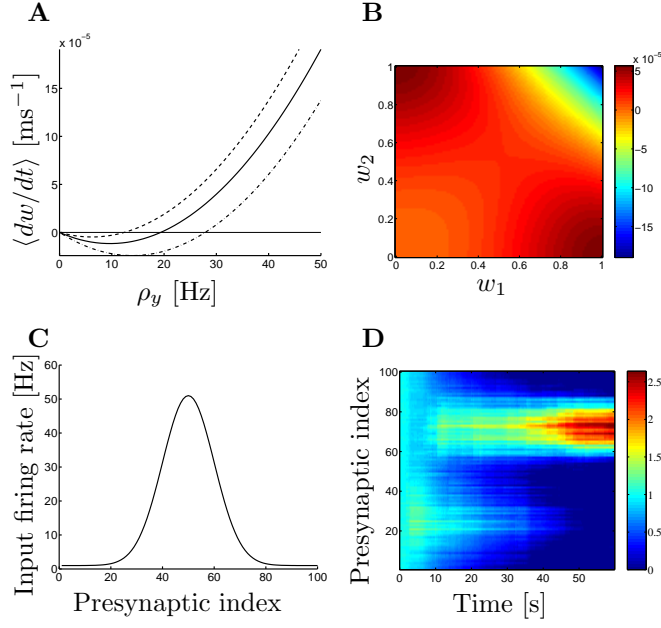 A
x 10⁻⁵
15
10
5
0
0 10 20 30 40 50
⟨dw/dt⟩ [ms⁻¹]
ρy [Hz]
B
x 10⁻⁵
1
0.8
0.6
0.4
0.2
0
0 0.2 0.4 0.6 0.8 1
w₂
w₁
5
0
−5
−10
−15
C
60
50
40
30
20
10
0
0 20 40 60 80 100
Input firing rate [Hz]
Presynaptic index
D
100
80
60
40
20
0 10 20 30 40 50
Presynaptic index
Time [s]
2.5
2
1.5
1
0.5
0